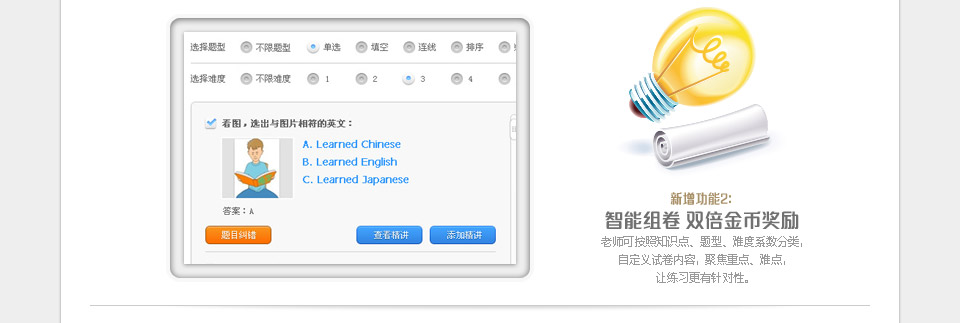 选择题型 不限题型 单选 填空 连线 排序
选择难度 不限难度 1 2 3 4
看图，选出与图片相符的英文：
A. Learned Chinese
B. Learned English
C. Learned Japanese
答案：A
题目纠错 查看精讲 添加精讲
新增功能2:
智能组卷 双倍金币奖励
老师可按照知识点、题型、难度系数分类，
自定义试卷内容，聚焦重点、难点，
让练习更有针对性。